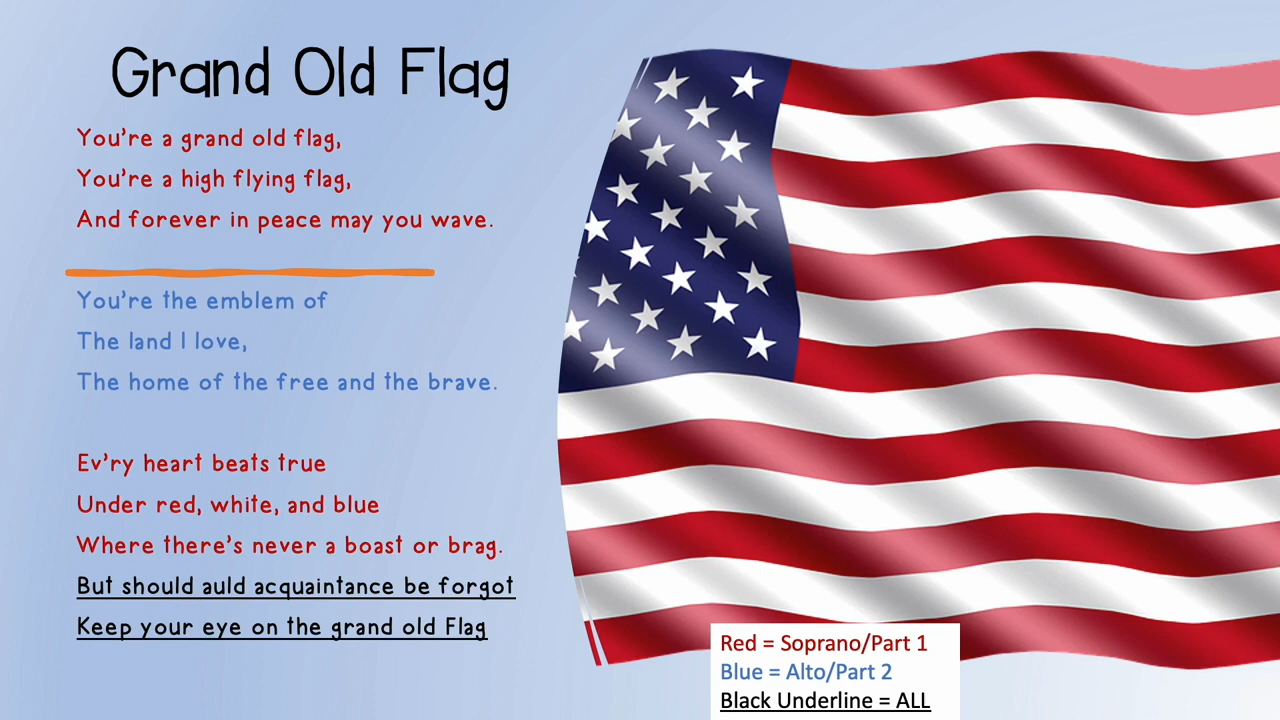 Grand Old Flag
You're a grand old flag,
You're a high flying flag,
And forever in peace may you wave.
You're the emblem of
The land I love,
The home of the free and the brave.
Ev'ry heart beats true
Under red, white, and blue
Where there's never a boast or brag.
But should auld acquaintance be forgot
Keep your eye on the grand old Flag
Red = Soprano/Part 1
Blue = Alto/Part 2
Black Underline = ALL